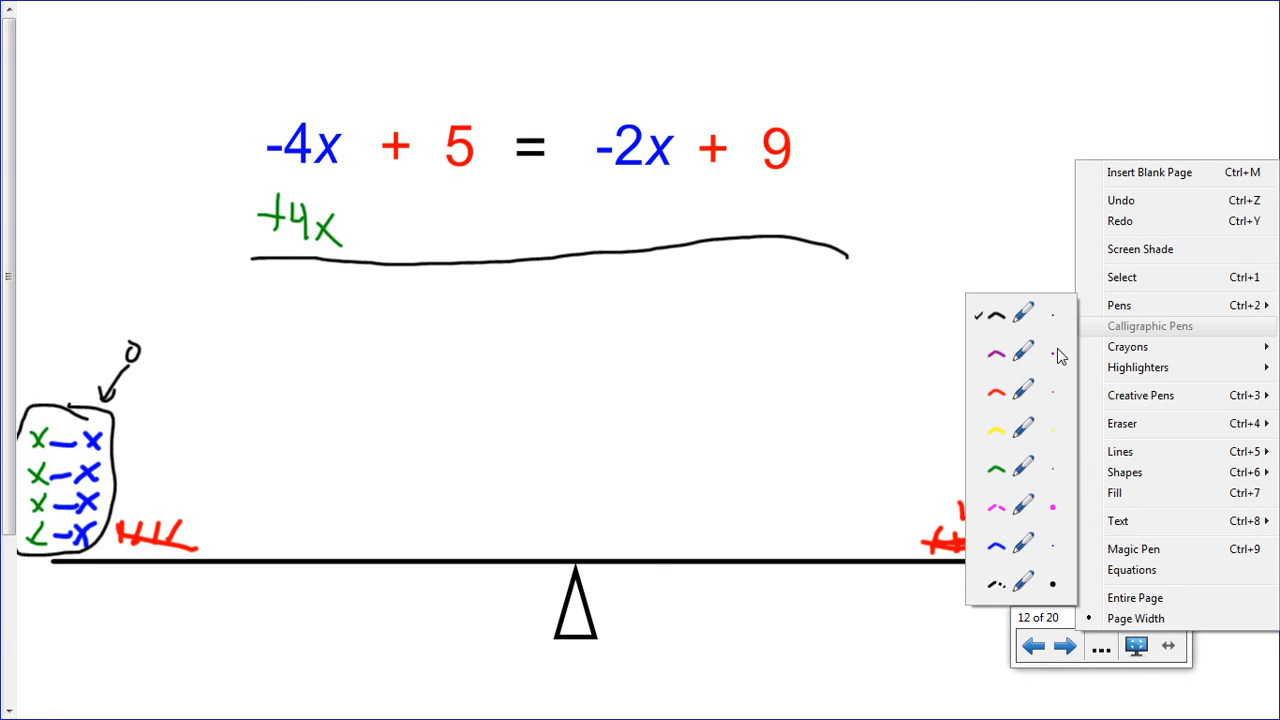 -4x + 5 = -2x + 9
+4x
0
x - x
x - x
x - x
- x
Insert Blank Page Ctrl+M
Undo Ctrl+Z
Redo Ctrl+Y
Screen Shade
Select Ctrl+1
Pens Ctrl+2
Calligraphic Pens
Crayons
Highlighters
Creative Pens Ctrl+3
Eraser Ctrl+4
Lines Ctrl+5
Shapes Ctrl+6
Fill Ctrl+7
Text Ctrl+8
Magic Pen Ctrl+9
Equations
Entire Page
Page Width
12 of 20
...